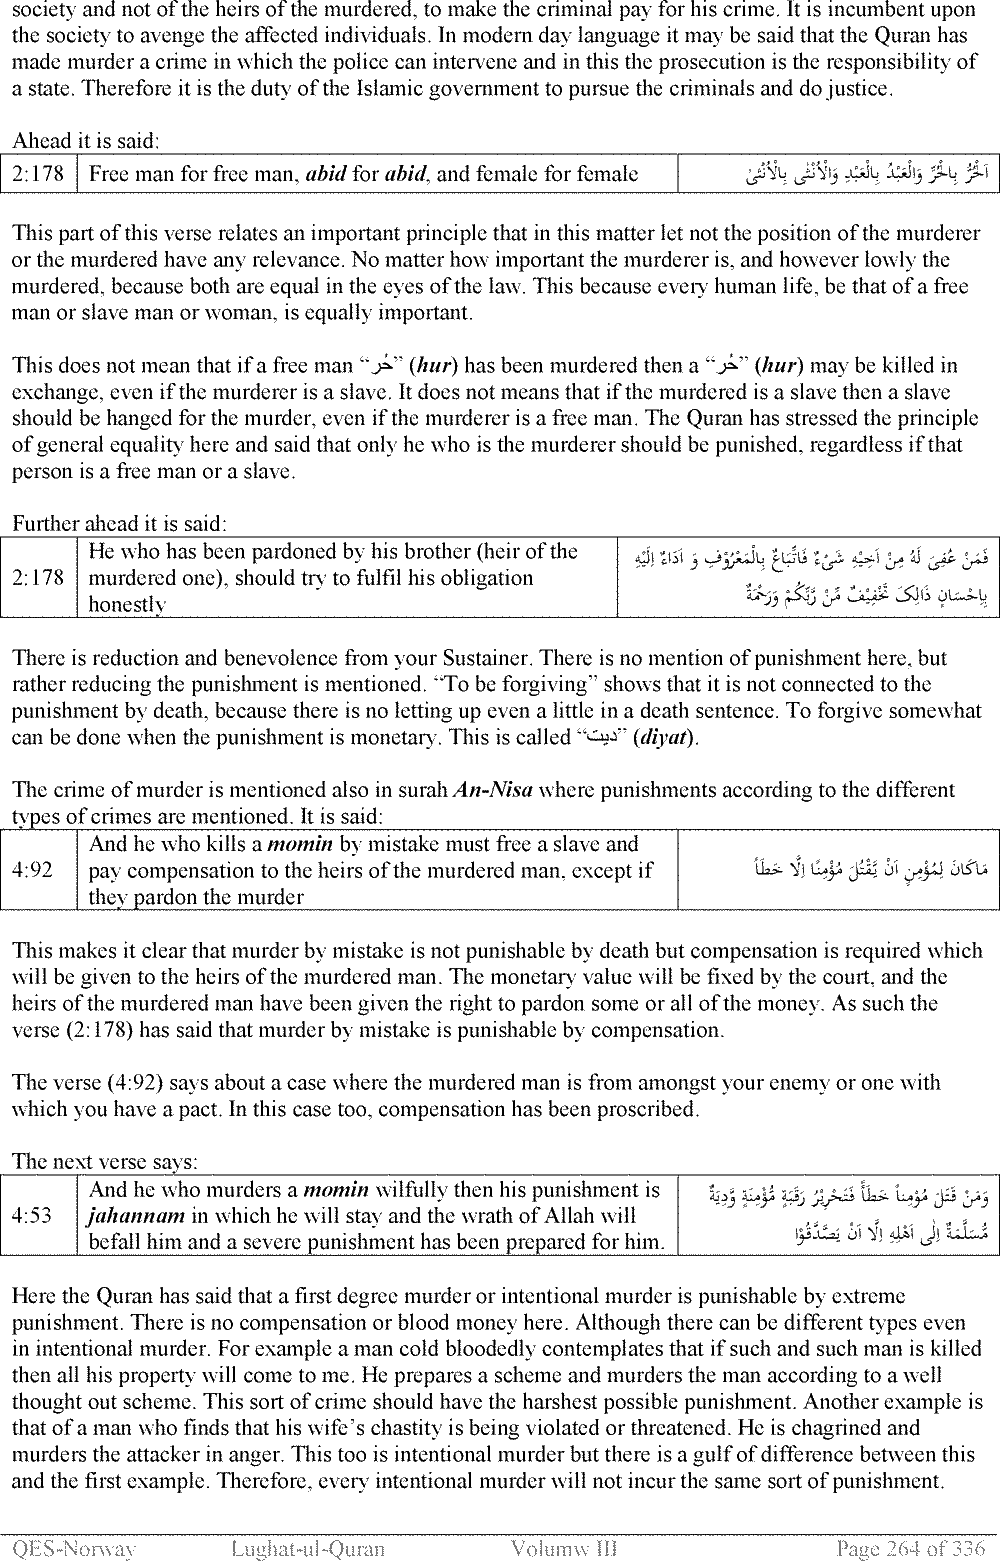 society and not of the heirs of the murdered, to make the criminal pay for his crime. It is incumbent upon
the society to avenge the affected individuals. In modern day language it may be said that the Quran has
made murder a crime in which the police can intervene and in this the prosecution is the responsibility of
a state. Therefore it is the duty of the Islamic government to pursue the criminals and do justice.
Ahead it is said:
2:178 Free man for free man, abid for abid, and female for female اَلْحُرُّ بِالْحُرِّ وَالْعَبْدُ بِالْعَبْدِ وَالْاُنْثٰى بِالْاُنْثىٰ
This part of this verse relates an important principle that in this matter let not the position of the murderer
or the murdered have any relevance. No matter how important the murderer is, and however lowly the
murdered, because both are equal in the eyes of the law. This because every human life, be that of a free
man or slave man or woman, is equally important.
This does not mean that if a free man “حُر” (hur) has been murdered then a “حُر” (hur) may be killed in
exchange, even if the murderer is a slave. It does not means that if the murdered is a slave then a slave
should be hanged for the murder, even if the murderer is a free man. The Quran has stressed the principle
of general equality here and said that only he who is the murderer should be punished, regardless if that
person is a free man or a slave.
Further ahead it is said:
2:178
He who has been pardoned by his brother (heir of the
murdered one), should try to fulfil his obligation
honestly
فَمَنْ عُفِىَ لَهُ مِنْ اَخِيْهِ شَىْءٌ فَاتِّبَاعٌ بِالْمَعْرُوْفِ وَ اَدَاءٌ اِلَيْهِ
بِاِحْسَانٍ ذَالِکَ تَخْفِيْفٌ مِّنْ رَّبِّكُمْ وَرَحْمَةٌ
There is reduction and benevolence from your Sustainer. There is no mention of punishment here, but
rather reducing the punishment is mentioned. “To be forgiving” shows that it is not connected to the
punishment by death, because there is no letting up even a little in a death sentence. To forgive somewhat
can be done when the punishment is monetary. This is called “دیت” (diyat).
The crime of murder is mentioned also in surah An-Nisa where punishments according to the different
types of crimes are mentioned. It is said:
4:92
And he who kills a momin by mistake must free a slave and
pay compensation to the heirs of the murdered man, except if
they pardon the murder
مَاكَانَ لِمُؤْمِنٍ اَنْ يَّقْتُلَ مُؤْمِنًا اِلَّا خَطَاً
This makes it clear that murder by mistake is not punishable by death but compensation is required which
will be given to the heirs of the murdered man. The monetary value will be fixed by the court, and the
heirs of the murdered man have been given the right to pardon some or all of the money. As such the
verse (2:178) has said that murder by mistake is punishable by compensation.
The verse (4:92) says about a case where the murdered man is from amongst your enemy or one with
which you have a pact. In this case too, compensation has been proscribed.
The next verse says:
4:53
And he who murders a momin wilfully then his punishment is
jahannam in which he will stay and the wrath of Allah will
befall him and a severe punishment has been prepared for him.
وَمَنْ قَتَلَ مُؤْمِناً خَطَأً فَتَحْرِيْرُ رَقَبَةٍ مُّؤْمِنَةٍ وَّدِيَةٌ
مُّسَلَّمَةٌ اِلٰى اَهْلِهِ اِلَّا اَنْ يَصَّدَّقُوْا
Here the Quran has said that a first degree murder or intentional murder is punishable by extreme
punishment. There is no compensation or blood money here. Although there can be different types even
in intentional murder. For example a man cold bloodedly contemplates that if such and such man is killed
then all his property will come to me. He prepares a scheme and murders the man according to a well
thought out scheme. This sort of crime should have the harshest possible punishment. Another example is
that of a man who finds that his wife’s chastity is being violated or threatened. He is chagrined and
murders the attacker in anger. This too is intentional murder but there is a gulf of difference between this
and the first example. Therefore, every intentional murder will not incur the same sort of punishment.
QES-Norway Lughat-ul-Quran Volumw III Page 264 of 336